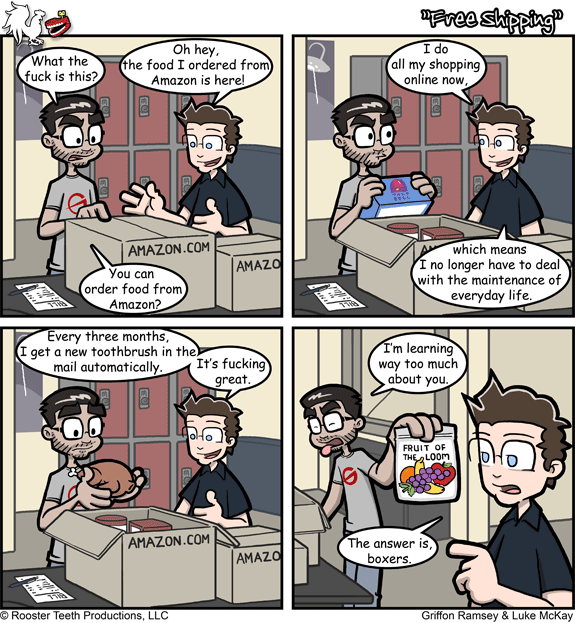 "Free Shipping"
What the
fuck is this?
Oh hey,
the food I ordered from
Amazon is here!
You can
order food from
Amazon?
AMAZON.COM
AMAZO
BILL
I do
all my shopping
online now,
which means
I no longer have to deal
with the maintenance of
everyday life.
AM
BILL
Every three months,
I get a new toothbrush in the
mail automatically.
It's fucking
great.
AMAZON.COM
AMAZO
BILL
I'm learning
way too much
about you.
FRUIT OF
THE LOOM
The answer is,
boxers.
© Rooster Teeth Productions, LLC
Griffon Ramsey & Luke McKay